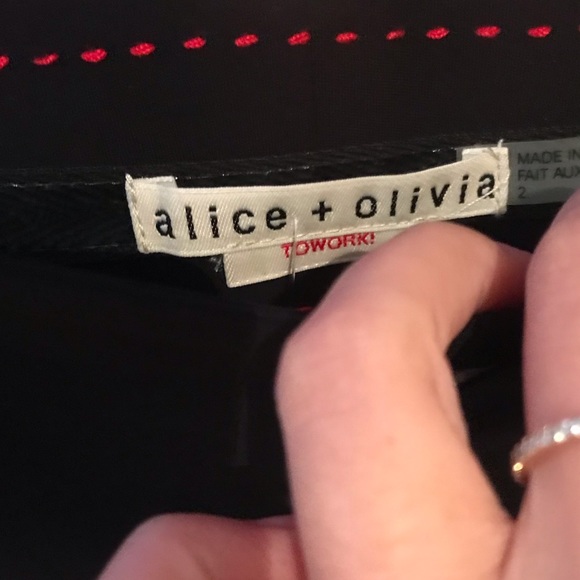 alice + olivia
TOWORK!
MADE IN
FAIT AUX
2